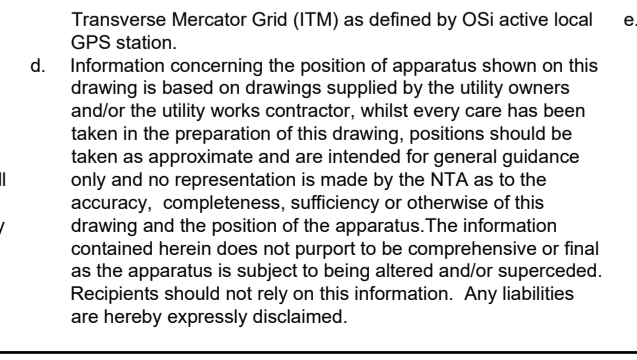 Transverse Mercator Grid (ITM) as defined by OSi active local e.
GPS station.
d. Information concerning the position of apparatus shown on this
drawing is based on drawings supplied by the utility owners
and/or the utility works contractor, whilst every care has been
taken in the preparation of this drawing, positions should be
taken as approximate and are intended for general guidance
only and no representation is made by the NTA as to the
accuracy,  completeness, sufficiency or otherwise of this
drawing and the position of the apparatus.The information
contained herein does not purport to be comprehensive or final
as the apparatus is subject to being altered and/or superceded.
Recipients should not rely on this information.  Any liabilities
are hereby expressly disclaimed.